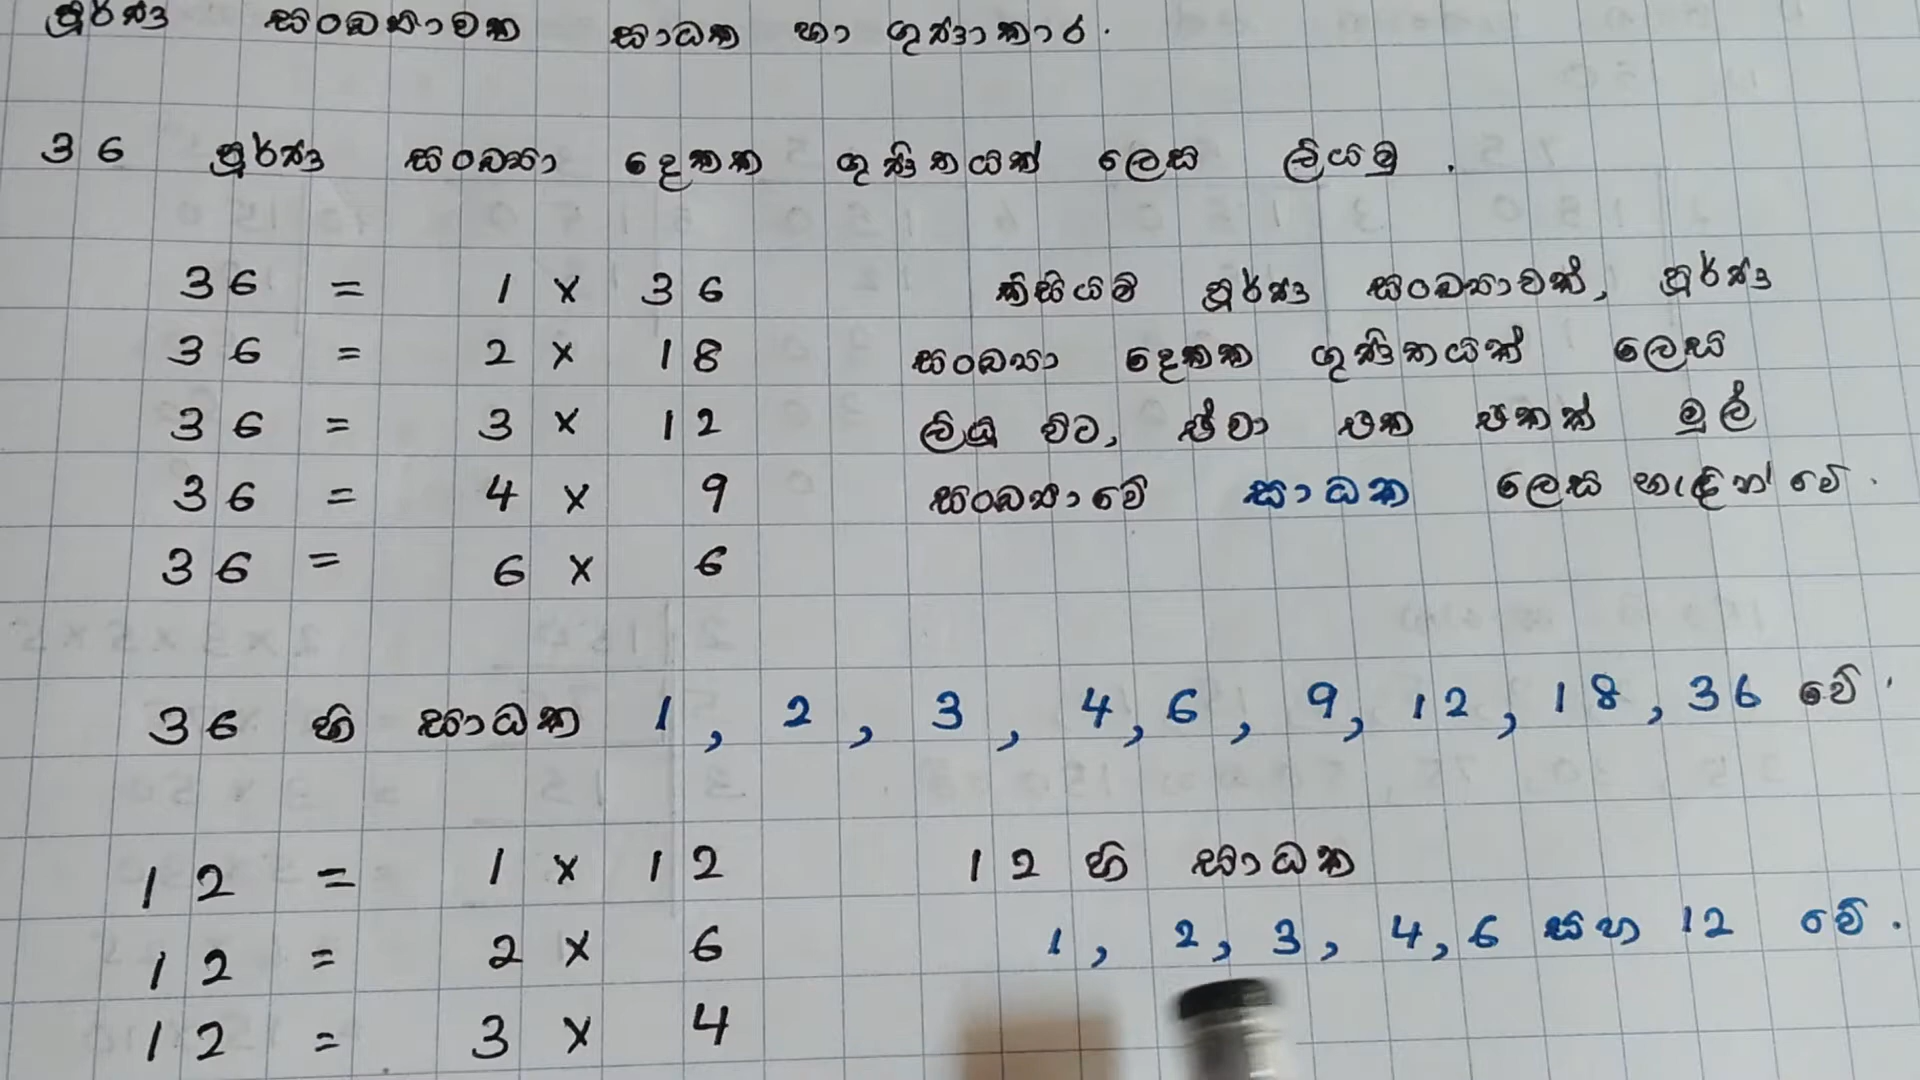 පූර්ණ සංඛ්‍යාවක සාධක හා ගුණාකාර.
36 පූර්ණ සංඛ්‍යා දෙකක ගුණිතයක් ලෙස ලියමු.
36 = 1 x 36
36 = 2 x 18
36 = 3 x 12
36 = 4 x 9
36 = 6 x 6
කිසියම් පූර්ණ සංඛ්‍යාවක්, පූර්ණ
සංඛ්‍යා දෙකක ගුණිතයක් ලෙස
ලියූ විට, ඒවා එක එකක් මුල්
සංඛ්‍යාවේ සාධක ලෙස හැඳින් වේ.
36 හි සාධක 1, 2, 3, 4, 6, 9, 12, 18, 36 වේ.
12 = 1 x 12
12 = 2 x 6
12 = 3 x 4
12 හි සාධක
1, 2, 3, 4, 6 සහ 12 වේ.